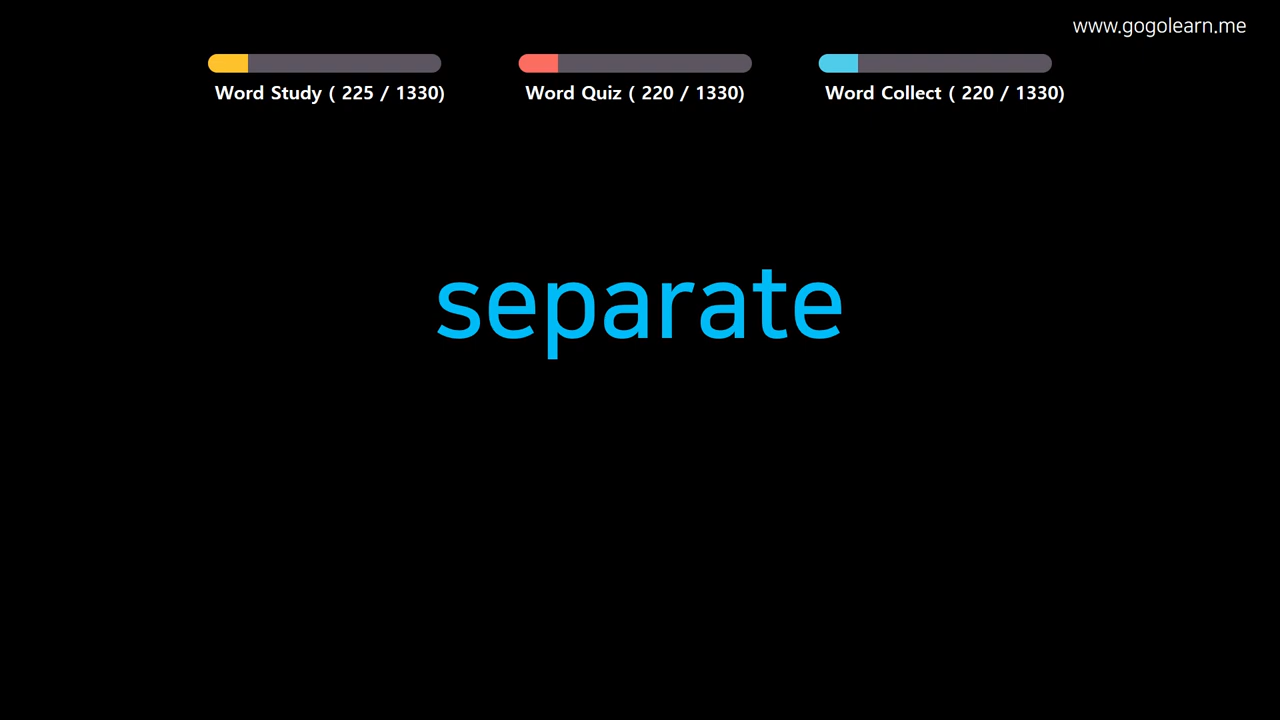 www.gogolearn.me
Word Study ( 225 / 1330)
Word Quiz ( 220 / 1330)
Word Collect ( 220 / 1330)
separate